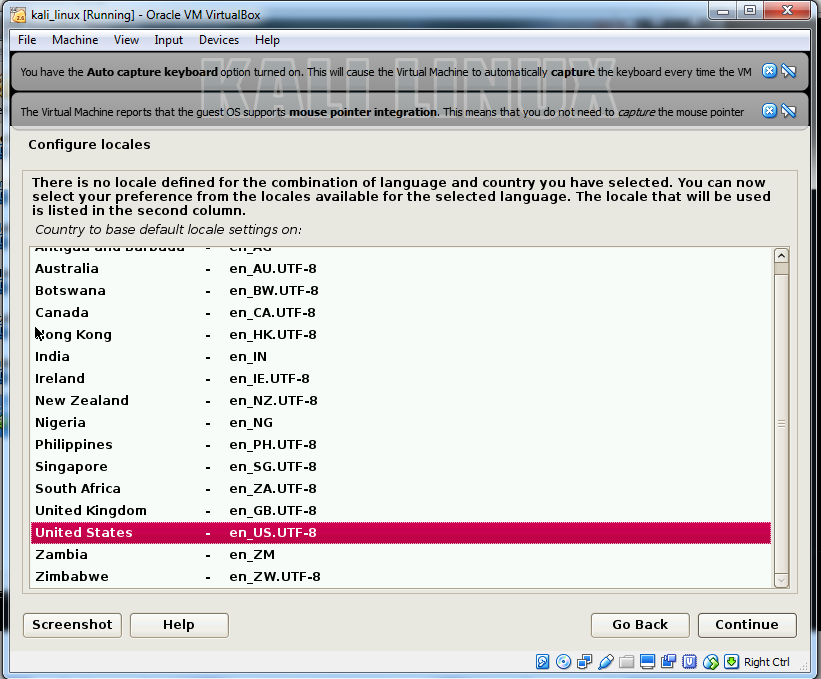 kali_linux [Running] - Oracle VM VirtualBox
File Machine View Input Devices Help
KALI LINUX
You have the Auto capture keyboard option turned on. This will cause the Virtual Machine to automatically capture the keyboard every time the VM
The Virtual Machine reports that the guest OS supports mouse pointer integration. This means that you do not need to capture the mouse pointer
Configure locales
There is no locale defined for the combination of language and country you have selected. You can now
select your preference from the locales available for the selected language. The locale that will be used
is listed in the second column.
Country to base default locale settings on:
Antigua and Barbuda - en_AG
Australia - en_AU.UTF-8
Botswana - en_BW.UTF-8
Canada - en_CA.UTF-8
Hong Kong - en_HK.UTF-8
India - en_IN
Ireland - en_IE.UTF-8
New Zealand - en_NZ.UTF-8
Nigeria - en_NG
Philippines - en_PH.UTF-8
Singapore - en_SG.UTF-8
South Africa - en_ZA.UTF-8
United Kingdom - en_GB.UTF-8
United States - en_US.UTF-8
Zambia - en_ZM
Zimbabwe - en_ZW.UTF-8
Screenshot Help Go Back Continue
Right Ctrl